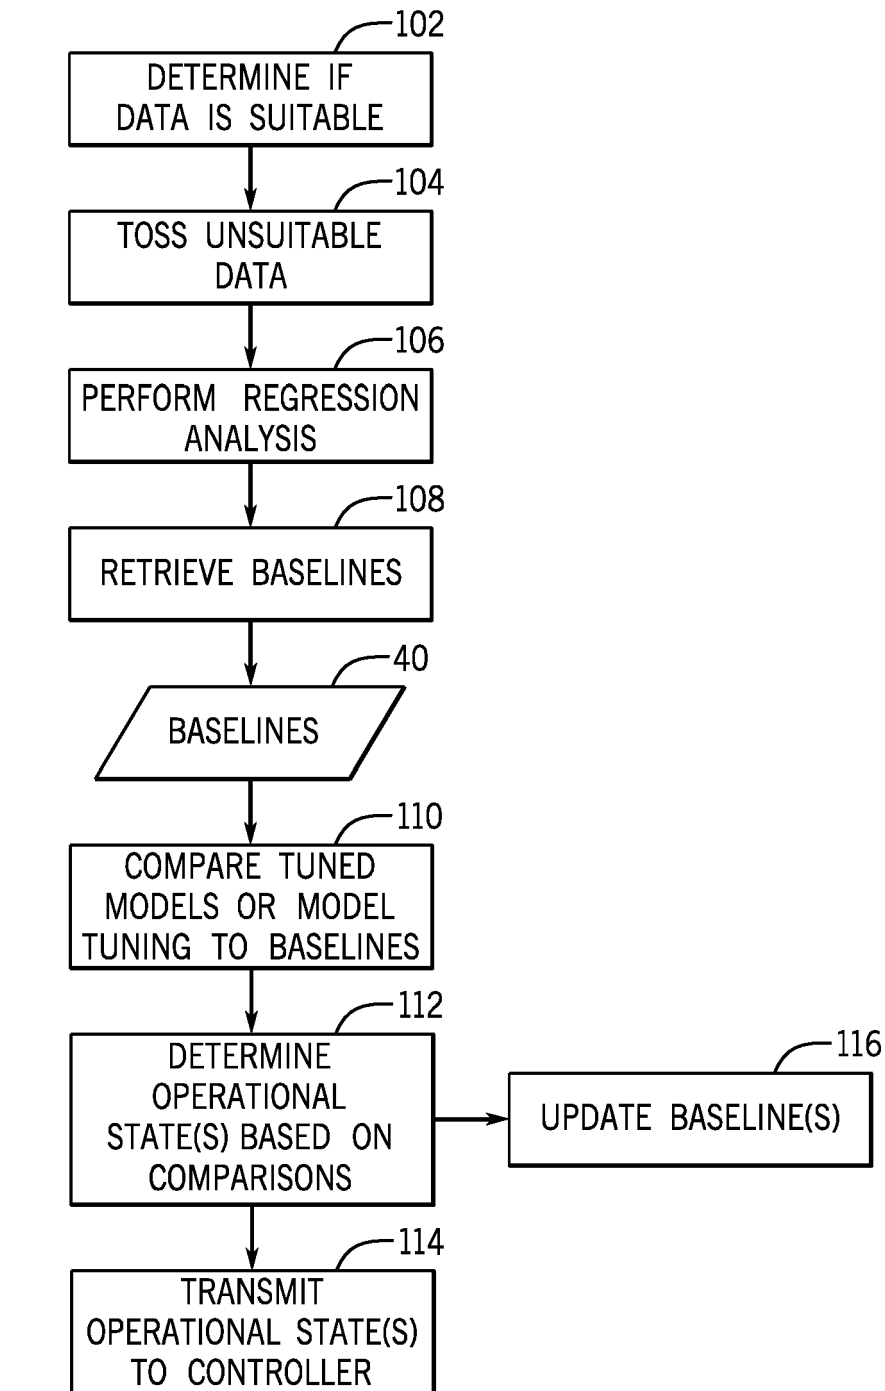 102
DETERMINE IF
DATA IS SUITABLE
104
TOSS UNSUITABLE
DATA
106
PERFORM REGRESSION
ANALYSIS
108
RETRIEVE BASELINES
40
BASELINES
110
COMPARE TUNED
MODELS OR MODEL
TUNING TO BASELINES
112
DETERMINE
OPERATIONAL
STATE(S) BASED ON
COMPARISONS
116
UPDATE BASELINE(S)
114
TRANSMIT
OPERATIONAL STATE(S)
TO CONTROLLER